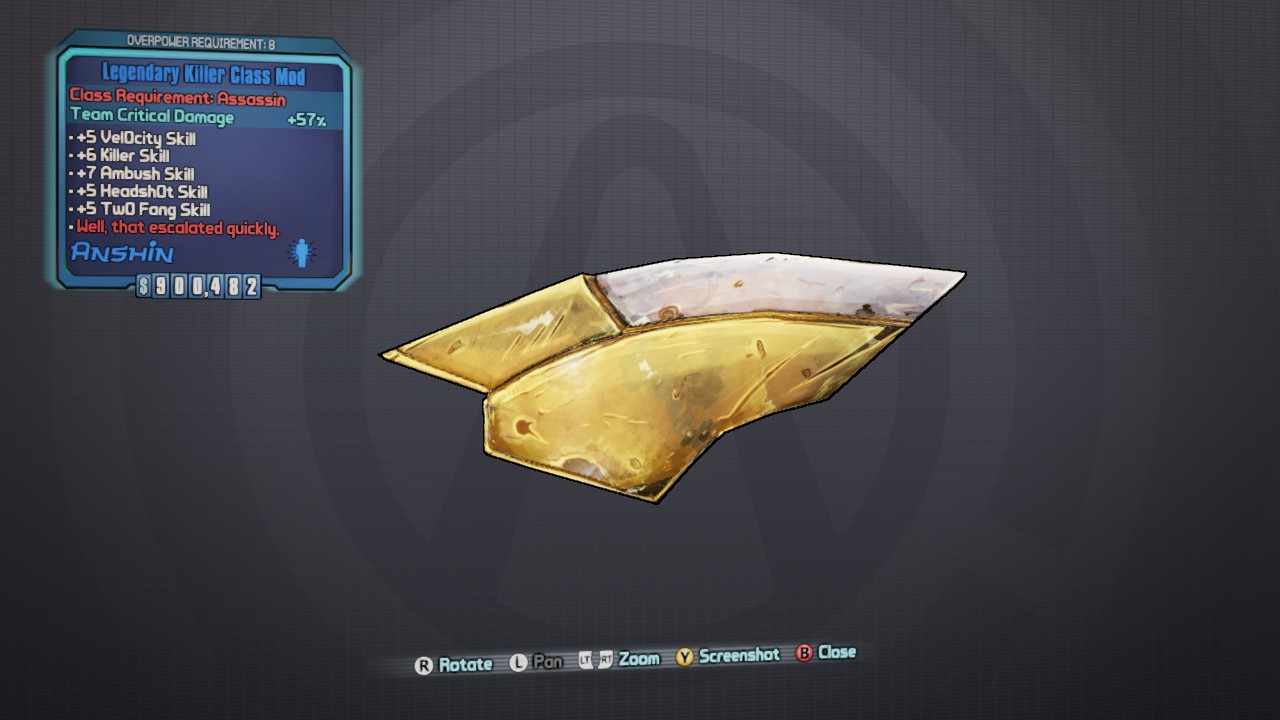 OVERPOWER REQUIREMENT: 8
Legendary Killer Class Mod
Class Requirement: Assassin
Team Critical Damage +57%
- +5 Vel0city Skill
- +6 Killer Skill
- +7 Ambush Skill
- +5 Headsh0t Skill
- +5 Tw0 Fang Skill
- Well, that escalated quickly.
ANSHIN
$900,482
R Rotate L Pan LT RT Zoom Y Screenshot B Close